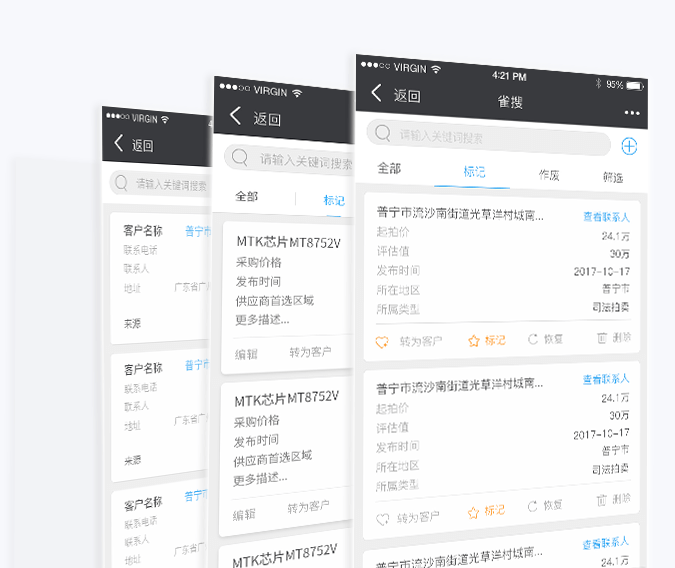 VIRGIN
返回
请输入关键词搜索
客户名称
普宁市
联系电话
联系人
地址
广东省广
来源
客户名称
普宁市
联系电话
联系人
地址
广东省广
来源
客户名称
普宁市
联系电话
联系人
地址
广东省广
VIRGIN
返回
请输入关键词搜索
全部
标记
MTK芯片MT8752V
采购价格
发布时间
供应商首选区域
更多描述...
编辑
转为客户
MTK芯片MT8752V
采购价格
发布时间
供应商首选区域
更多描述...
编辑
转为客户
MTK芯片MT8752V
VIRGIN 4:21 PM 95%
返回 雀搜
请输入关键词搜索
全部 标记 作废 筛选
普宁市流沙南街道光草洋村城南... 查看联系人
起拍价 24.1万
评估值 30万
发布时间 2017-10-17
所在地区 普宁市
所属类型 司法拍卖
转为客户 标记 恢复 删除
普宁市流沙南街道光草洋村城南... 查看联系人
起拍价 24.1万
评估值 30万
发布时间 2017-10-17
所在地区 普宁市
所属类型 司法拍卖
转为客户 标记 恢复 删除
普宁市流沙南街道光草洋村城南... 查看联系人
24.1万